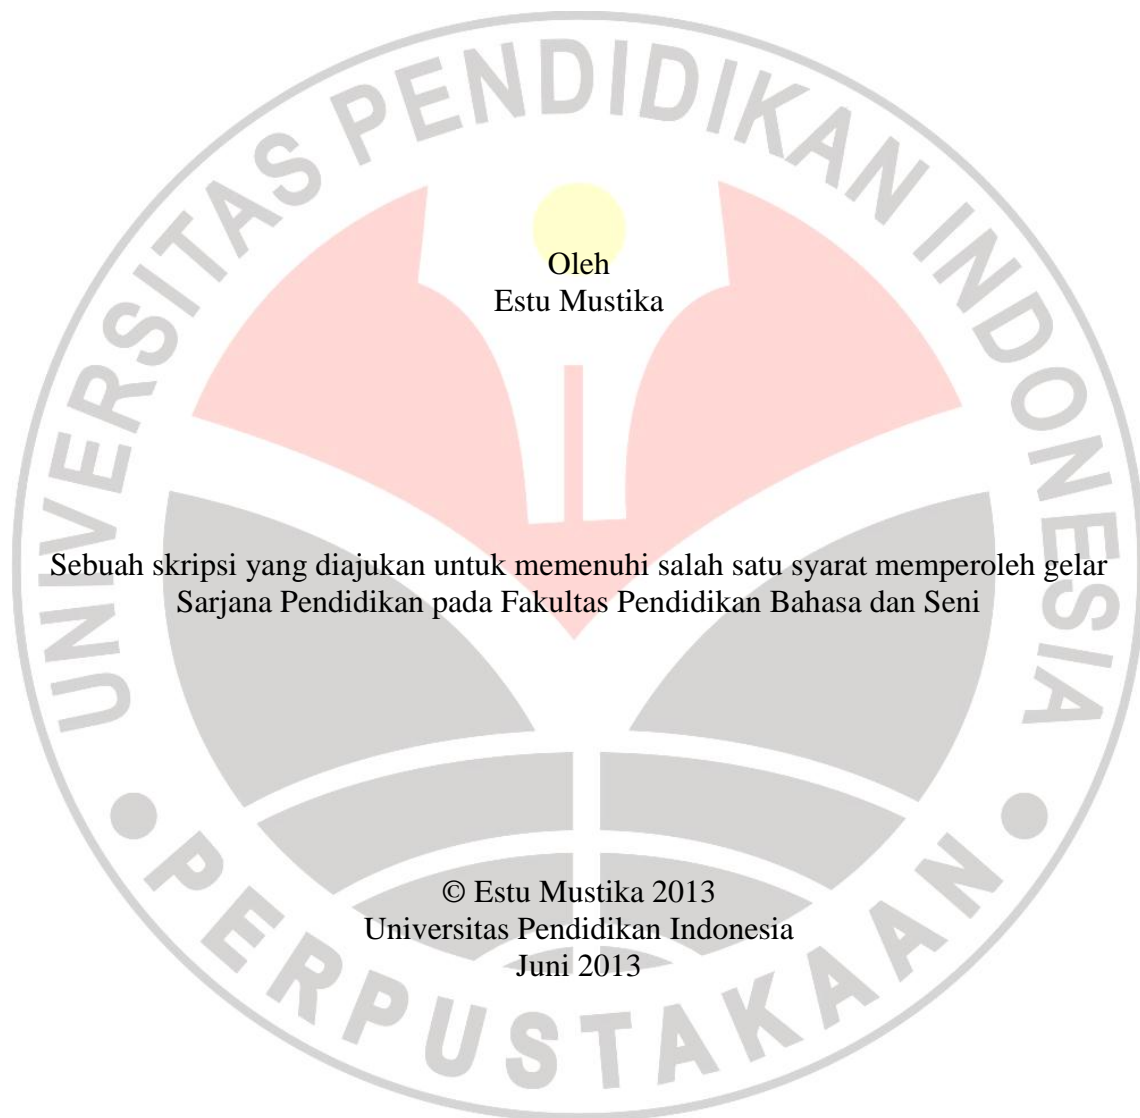 UNIVERSITAS PENDIDIKAN INDONESIA
Oleh
Estu Mustika
Sebuah skripsi yang diajukan untuk memenuhi salah satu syarat memperoleh gelar
Sarjana Pendidikan pada Fakultas Pendidikan Bahasa dan Seni
© Estu Mustika 2013
Universitas Pendidikan Indonesia
Juni 2013
PERPUSTAKAAN